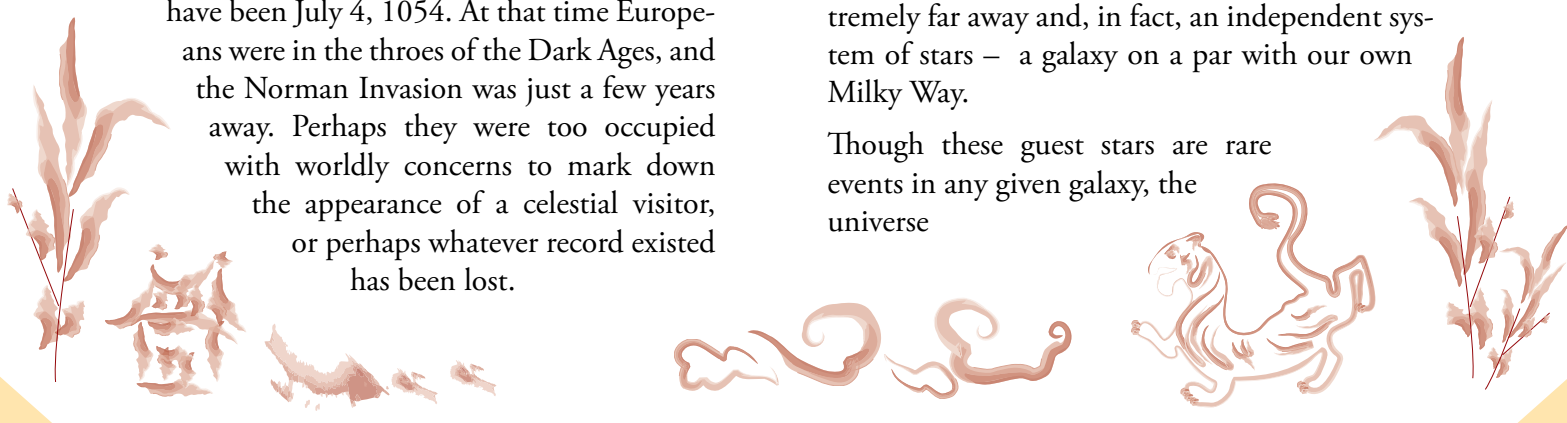 have been July 4, 1054. At that time Europe-
ans were in the throes of the Dark Ages, and
the Norman Invasion was just a few years
away. Perhaps they were too occupied
with worldly concerns to mark down
the appearance of a celestial visitor,
or perhaps whatever record existed
has been lost.
tremely far away and, in fact, an independent sys-
tem of stars – a galaxy on a par with our own
Milky Way.
Though these guest stars are rare
events in any given galaxy, the
universe